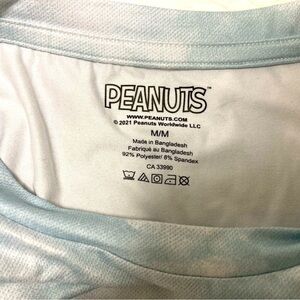 PEANUTS™
WWW.PEANUTS.COM
© 2021 Peanuts Worldwide LLC
M/M
Made in Bangladesh
Fabriqué au Bangladesh
92% Polyester/ 8% Spandex
CA 33990